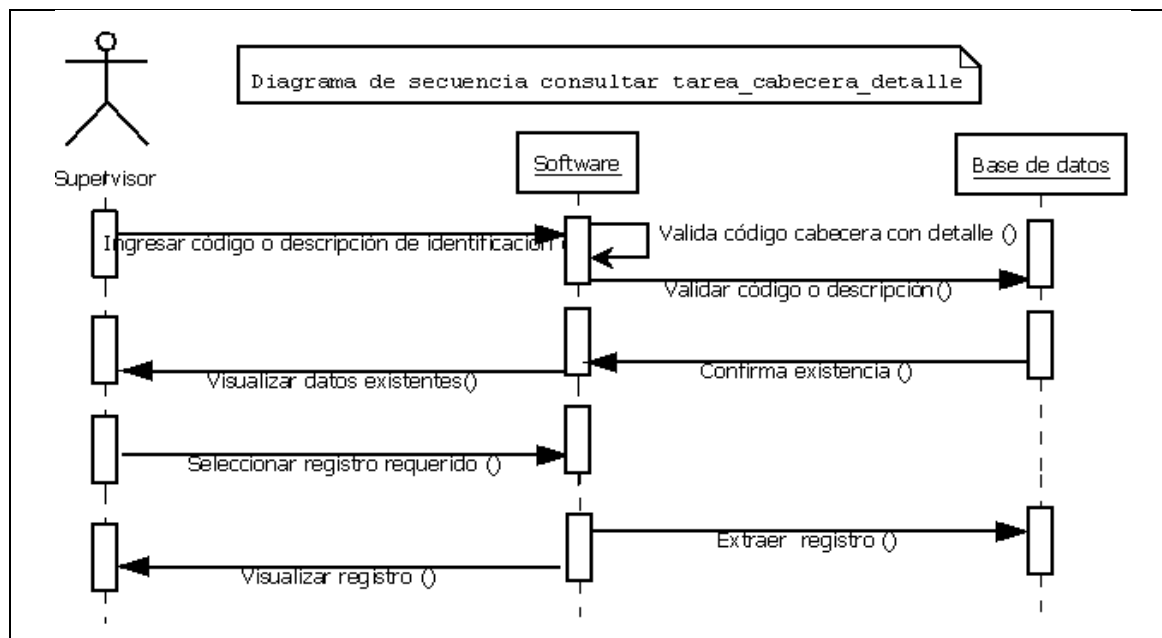 Diagrama de secuencia consultar tarea_cabecera_detalle
Supervisor
Software
Base de datos
Ingresar código o descripción de identificación (
Valida código cabecera con detalle ()
Validar código o descripción()
Confirma existencia ()
Visualizar datos existentes()
Seleccionar registro requerido ()
Extraer registro ()
Visualizar registro ()